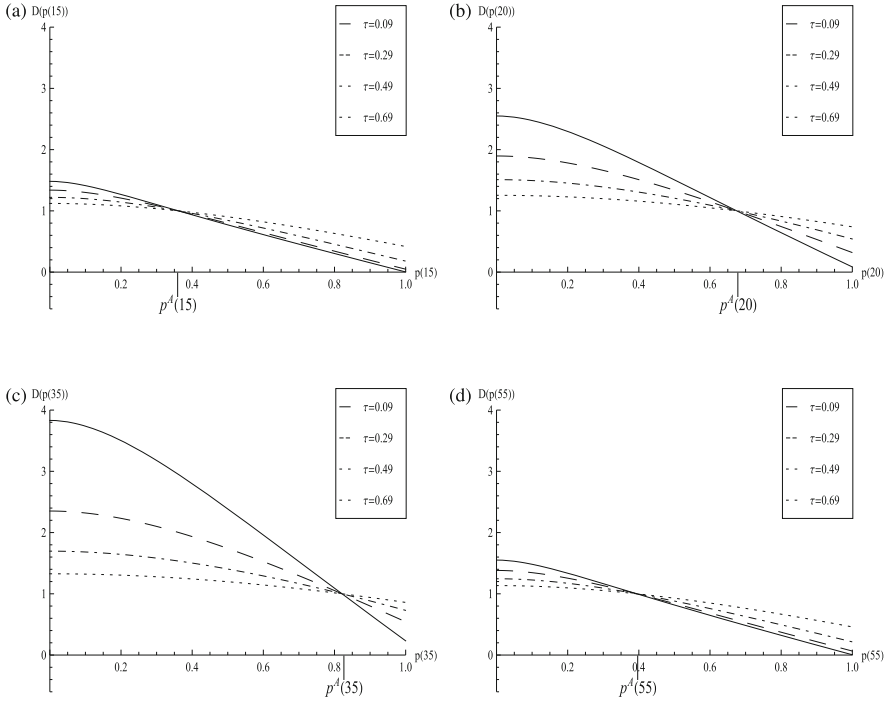 (a) D(p(15))
4
3
2
1
0
0.2 0.4 0.6 0.8 1.0
p(15)
p^A(15)
τ=0.09
τ=0.29
τ=0.49
τ=0.69
(b) D(p(20))
4
3
2
1
0
0.2 0.4 0.6 0.8 1.0
p(20)
p^A(20)
τ=0.09
τ=0.29
τ=0.49
τ=0.69
(c) D(p(35))
4
3
2
1
0
0.2 0.4 0.6 0.8 1.0
p(35)
p^A(35)
τ=0.09
τ=0.29
τ=0.49
τ=0.69
(d) D(p(55))
4
3
2
1
0
0.2 0.4 0.6 0.8 1.0
p(55)
p^A(55)
τ=0.09
τ=0.29
τ=0.49
τ=0.69